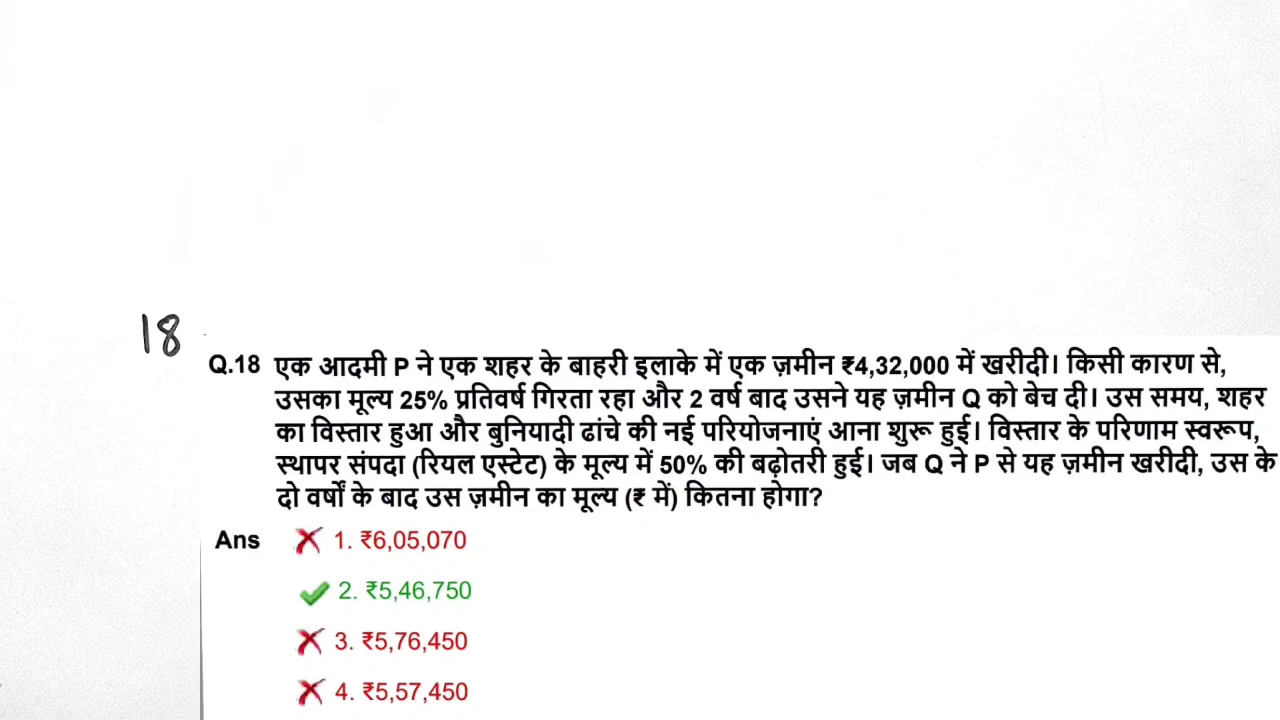 18
Q.18 एक आदमी P ने एक शहर के बाहरी इलाके में एक ज़मीन ₹4,32,000 में खरीदी। किसी कारण से,
उसका मूल्य 25% प्रतिवर्ष गिरता रहा और 2 वर्ष बाद उसने यह ज़मीन Q को बेच दी। उस समय, शहर
का विस्तार हुआ और बुनियादी ढांचे की नई परियोजनाएं आना शुरू हुई। विस्तार के परिणाम स्वरूप,
स्थापर संपदा (रियल एस्टेट) के मूल्य में 50% की बढ़ोतरी हुई। जब Q ने P से यह ज़मीन खरीदी, उस के
दो वर्षों के बाद उस ज़मीन का मूल्य (₹ में) कितना होगा?
Ans 1. ₹6,05,070
2. ₹5,46,750
3. ₹5,76,450
4. ₹5,57,450